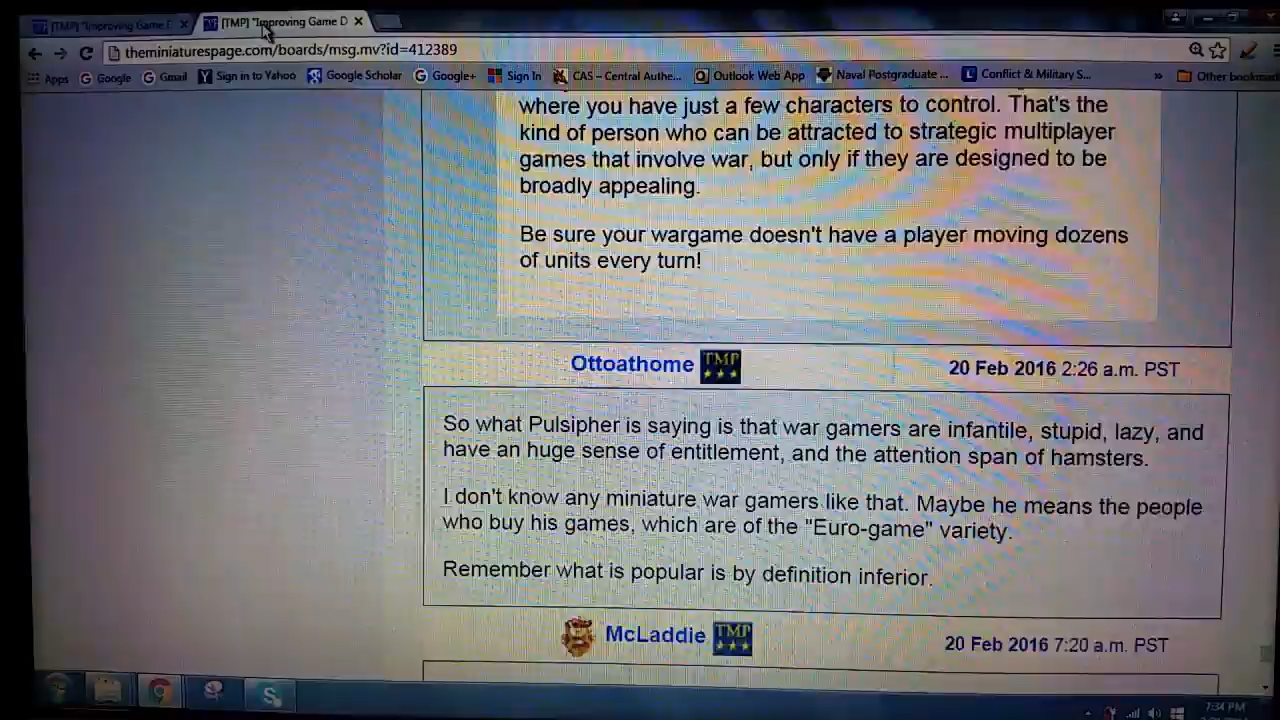 [TMP] "Improving Game D
[TMP] "Improving Game D
theminiaturespage.com/boards/msg.mv?id=412389
Apps Google Gmail Sign in to Yahoo Google Scholar Google+ Sign In CAS – Central Authe... Outlook Web App Naval Postgraduate ... Conflict & Military S... » Other bookma
where you have just a few characters to control. That's the
kind of person who can be attracted to strategic multiplayer
games that involve war, but only if they are designed to be
broadly appealing.
Be sure your wargame doesn't have a player moving dozens
of units every turn!
Ottoathome TMP 20 Feb 2016 2:26 a.m. PST
So what Pulsipher is saying is that war gamers are infantile, stupid, lazy, and
have an huge sense of entitlement, and the attention span of hamsters.
I don't know any miniature war gamers like that. Maybe he means the people
who buy his games, which are of the "Euro-game" variety.
Remember what is popular is by definition inferior.
McLaddie TMP 20 Feb 2016 7:20 a.m. PST
7:34 PM